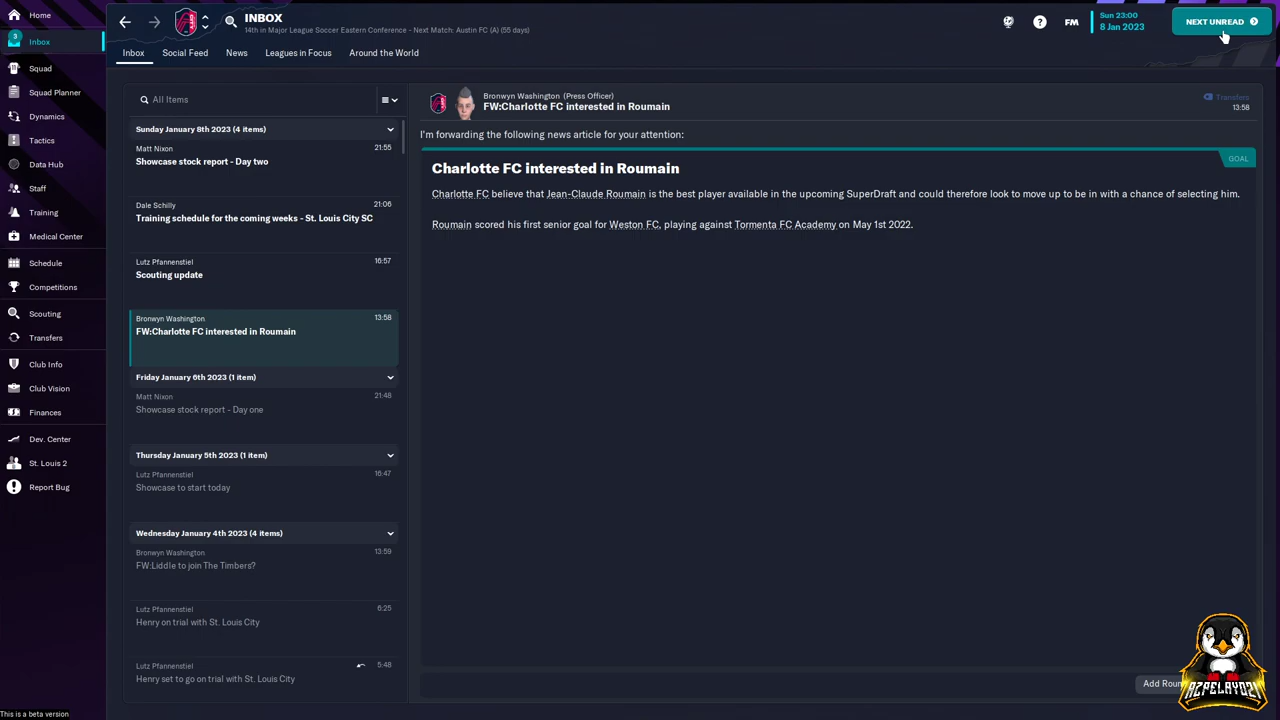 Home
3
Inbox
Squad
Squad Planner
Dynamics
Tactics
Data Hub
Staff
Training
Medical Center
Schedule
Competitions
Scouting
Transfers
Club Info
Club Vision
Finances
Dev. Center
St. Louis 2
Report Bug
This is a beta version
INBOX
14th in Major League Soccer Eastern Conference - Next Match: Austin FC (A) (55 days)
FM
Sun 23:00
8 Jan 2023
NEXT UNREAD
Inbox
Social Feed
News
Leagues in Focus
Around the World
All Items
Sunday January 8th 2023 (4 items)
Matt Nixon 21:55
Showcase stock report - Day two
Dale Schilly 21:06
Training schedule for the coming weeks - St. Louis City SC
Lutz Pfannenstiel 16:57
Scouting update
Bronwyn Washington 13:58
FW:Charlotte FC interested in Roumain
Friday January 6th 2023 (1 item)
Matt Nixon 21:48
Showcase stock report - Day one
Thursday January 5th 2023 (1 item)
Lutz Pfannenstiel 16:47
Showcase to start today
Wednesday January 4th 2023 (4 items)
Bronwyn Washington 13:59
FW:Liddle to join The Timbers?
Lutz Pfannenstiel 6:25
Henry on trial with St. Louis City
Lutz Pfannenstiel 5:48
Henry set to go on trial with St. Louis City
Bronwyn Washington (Press Officer)
FW:Charlotte FC interested in Roumain
Transfers
13:58
I'm forwarding the following news article for your attention:
GOAL
Charlotte FC interested in Roumain
Charlotte FC believe that Jean-Claude Roumain is the best player available in the upcoming SuperDraft and could therefore look to move up to be in with a chance of selecting him.
Roumain scored his first senior goal for Weston FC, playing against Tormenta FC Academy on May 1st 2022.
Add
AZPELAYO21